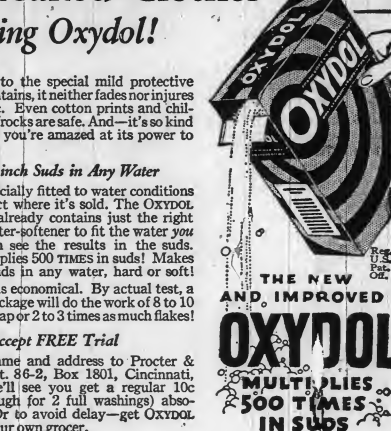 ing Oxydol!
to the special mild protective
tains, it neither fades nor injures
Even cotton prints and chil-
frocks are safe. And—it's so kind
you're amazed at its power to
inch Suds in Any Water
cially fitted to water conditions
ct where it's sold. The OXYDOL
already contains just the right
ter-softener to fit the water you
n see the results in the suds.
plies 500 TIMES in suds! Makes
ds in any water, hard or soft!
is economical. By actual test, a
ckage will do the work of 8 to 10
ap or 2 to 3 times as much flakes!
ccept FREE Trial
ame and address to Procter &
t. 86-2, Box 1801, Cincinnati,
e'll see you get a regular 10c
ugh for 2 full washings) abso-
Or to avoid delay—get OXYDOL
ur own grocer.
OXYDOL
OXYDOL
Reg.
U.S.
Pat.
Off.
THE NEW
AND IMPROVED
OXYDOL
MULTIPLIES
500 TIMES
IN SUDS